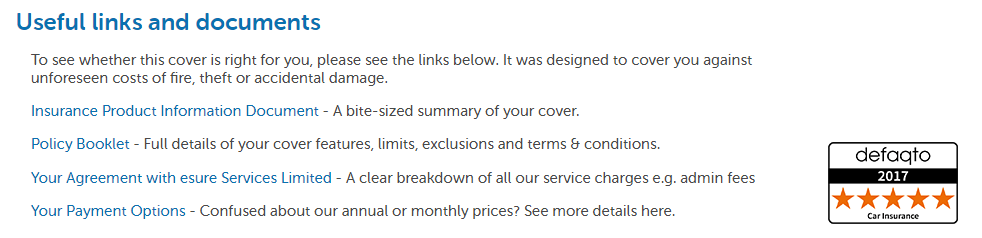 Useful links and documents
To see whether this cover is right for you, please see the links below. It was designed to cover you against
unforeseen costs of fire, theft or accidental damage.
Insurance Product Information Document - A bite-sized summary of your cover.
Policy Booklet - Full details of your cover features, limits, exclusions and terms & conditions.
Your Agreement with esure Services Limited - A clear breakdown of all our service charges e.g. admin fees
Your Payment Options - Confused about our annual or monthly prices? See more details here.
defaqto
2017
Car Insurance